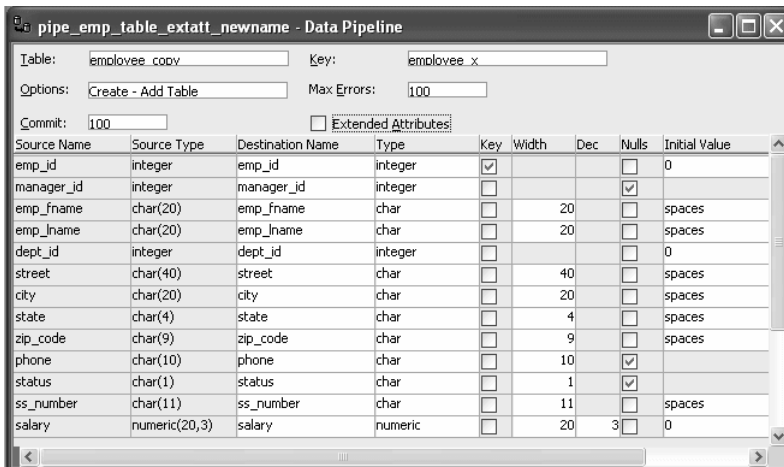 pipe_emp_table_extatt_newname - Data Pipeline
Table: employee_copy Key: employee_x
Options: Create - Add Table Max Errors: 100
Commit: 100 Extended Attributes
Source Name Source Type Destination Name Type Key Width Dec Nulls Initial Value
emp_id integer emp_id integer 0
manager_id integer manager_id integer
emp_fname char(20) emp_fname char 20 spaces
emp_lname char(20) emp_lname char 20 spaces
dept_id integer dept_id integer 0
street char(40) street char 40 spaces
city char(20) city char 20 spaces
state char(4) state char 4 spaces
zip_code char(9) zip_code char 9 spaces
phone char(10) phone char 10
status char(1) status char 1
ss_number char(11) ss_number char 11 spaces
salary numeric(20,3) salary numeric 20 3 0